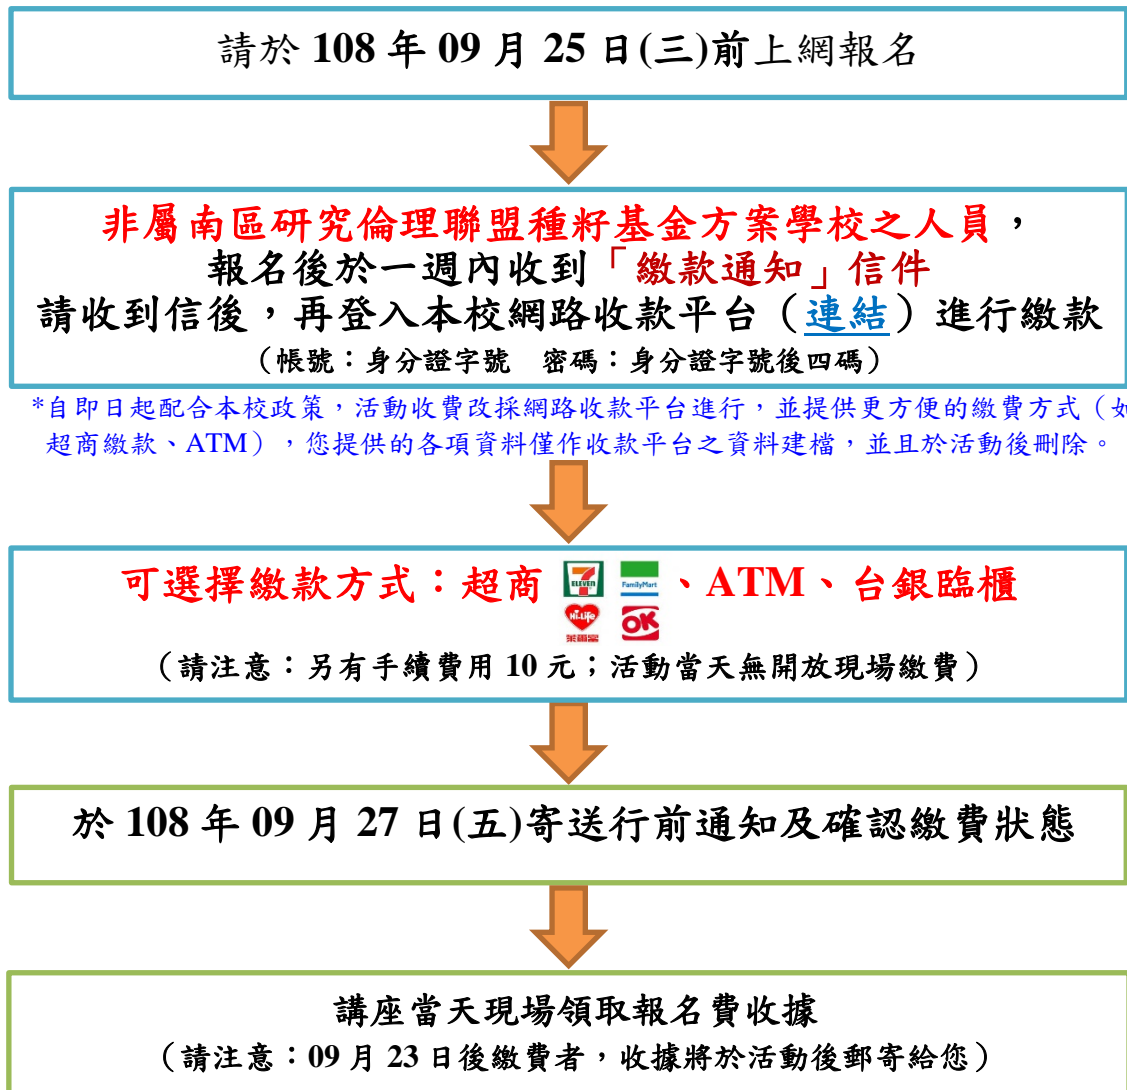 請於 108 年 09 月 25 日(三)前上網報名
非屬南區研究倫理聯盟種籽基金方案學校之人員，
報名後於一週內收到「繳款通知」信件
請收到信後，再登入本校網路收款平台（連結）進行繳款
（帳號：身分證字號　密碼：身分證字號後四碼）
*自即日起配合本校政策，活動收費改採網路收款平台進行，並提供更方便的繳費方式（如
超商繳款、ATM），您提供的各項資料僅作收款平台之資料建檔，並且於活動後刪除。
可選擇繳款方式：超商 7 ELEVEN FamilyMart 、ATM、台銀臨櫃
Hi-Life 萊爾富 OK
（請注意：另有手續費用 10 元；活動當天無開放現場繳費）
於 108 年 09 月 27 日(五)寄送行前通知及確認繳費狀態
講座當天現場領取報名費收據
（請注意：09 月 23 日後繳費者，收據將於活動後郵寄給您）